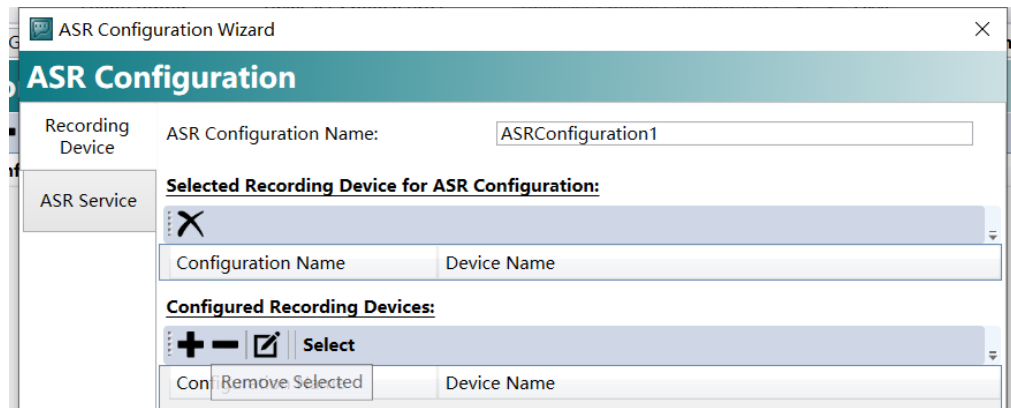 ASR Configuration Wizard
ASR Configuration
Recording
Device
ASR Configuration Name:
ASRConfiguration1
ASR Service
Selected Recording Device for ASR Configuration:
Configuration Name
Device Name
Configured Recording Devices:
Select
Remove Selected
Device Name